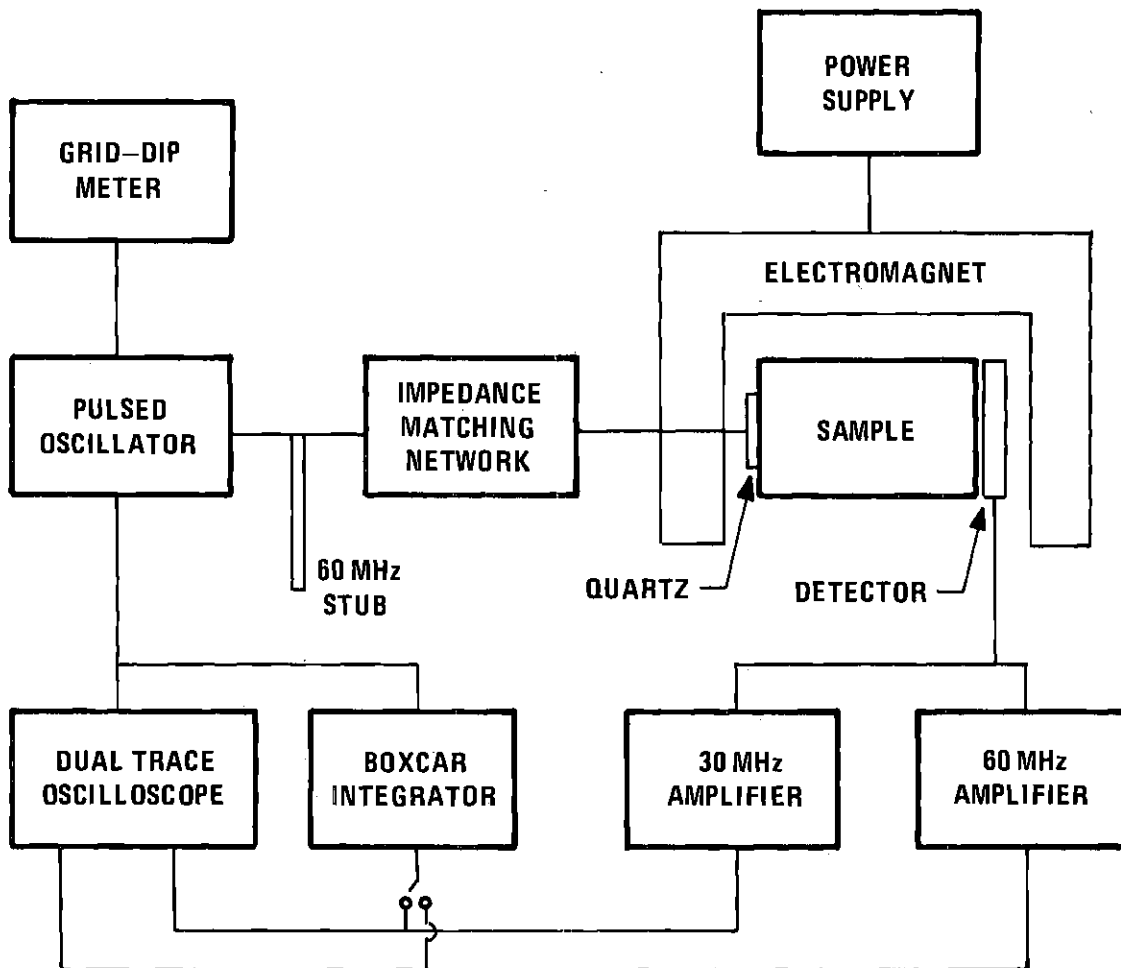 POWER
SUPPLY
GRID–DIP
METER
ELECTROMAGNET
PULSED
OSCILLATOR
IMPEDANCE
MATCHING
NETWORK
SAMPLE
60 MHz
STUB
QUARTZ
DETECTOR
DUAL TRACE
OSCILLOSCOPE
BOXCAR
INTEGRATOR
30 MHz
AMPLIFIER
60 MHz
AMPLIFIER